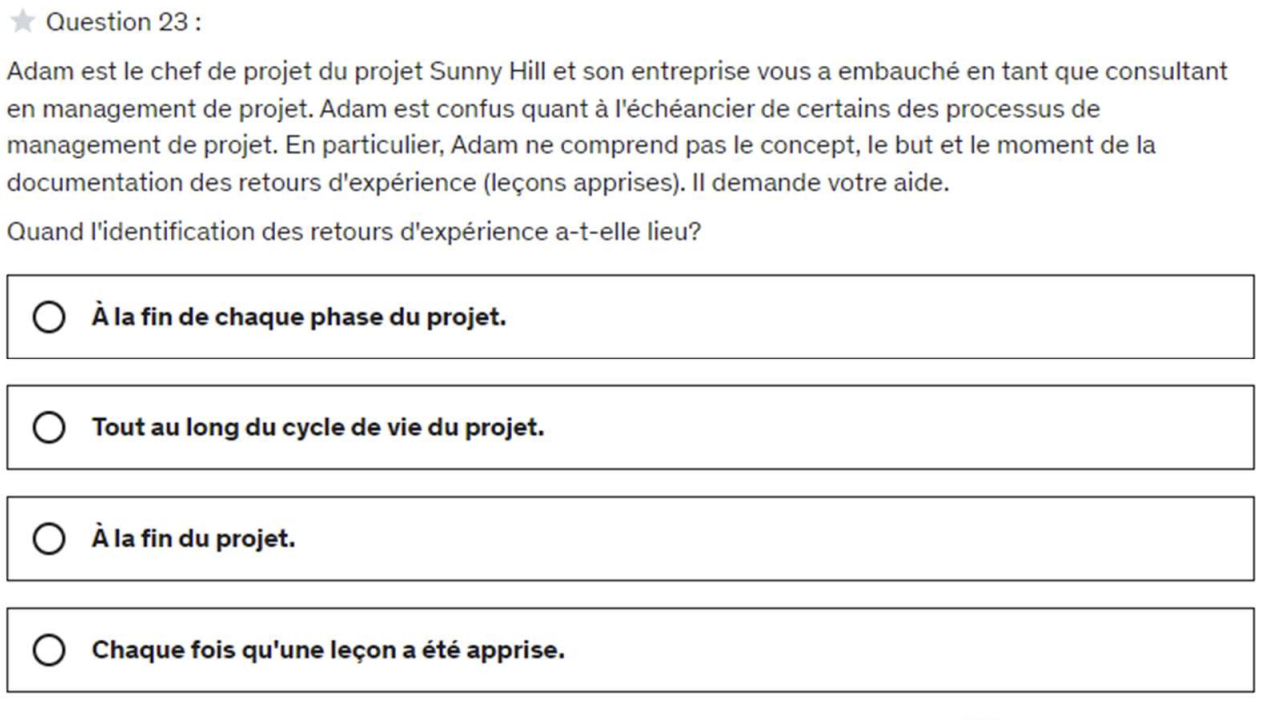 Question 23 :
Adam est le chef de projet du projet Sunny Hill et son entreprise vous a embauché en tant que consultant
en management de projet. Adam est confus quant à l'échéancier de certains des processus de
management de projet. En particulier, Adam ne comprend pas le concept, le but et le moment de la
documentation des retours d'expérience (leçons apprises). Il demande votre aide.
Quand l'identification des retours d'expérience a-t-elle lieu?
À la fin de chaque phase du projet.
Tout au long du cycle de vie du projet.
À la fin du projet.
Chaque fois qu'une leçon a été apprise.